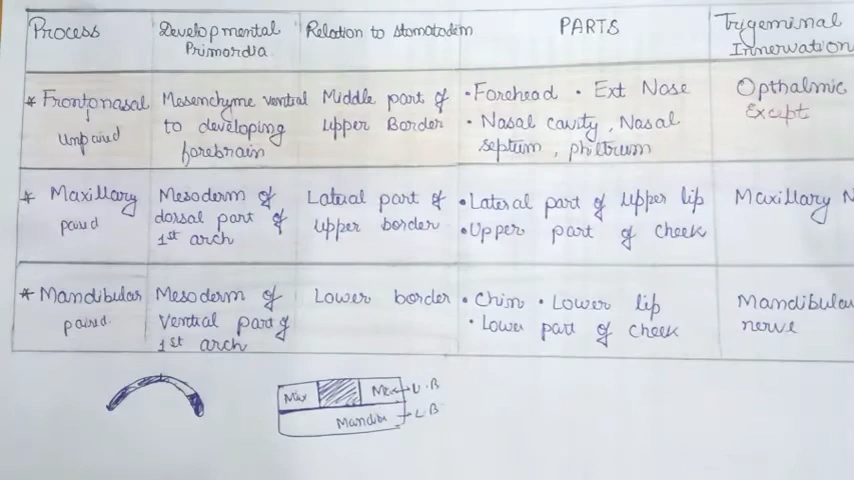 Process
Developmental
Primordia
Relation to stomatodem
PARTS
Trygeminal
Innervation
* Frontonasal
Unpaired
Mesenchyme ventral
to developing
forebrain
Middle part of
Upper Border
• Forehead • Ext Nose
• Nasal cavity, Nasal
septum, philtrum
Opthalmic
Except
* Maxillary
paired
Mesoderm of
dorsal part of
1st arch
Lateral part of
Upper border
• Lateral part of Upper lip
• Upper part of cheek
Maxillary N
* Mandibular
paired
Mesoderm of
Ventral part of
1st arch
Lower border
• Chin • Lower lip
• Lower part of cheek
Mandibular
nerve
Max Max U.B
Mandibu L.B